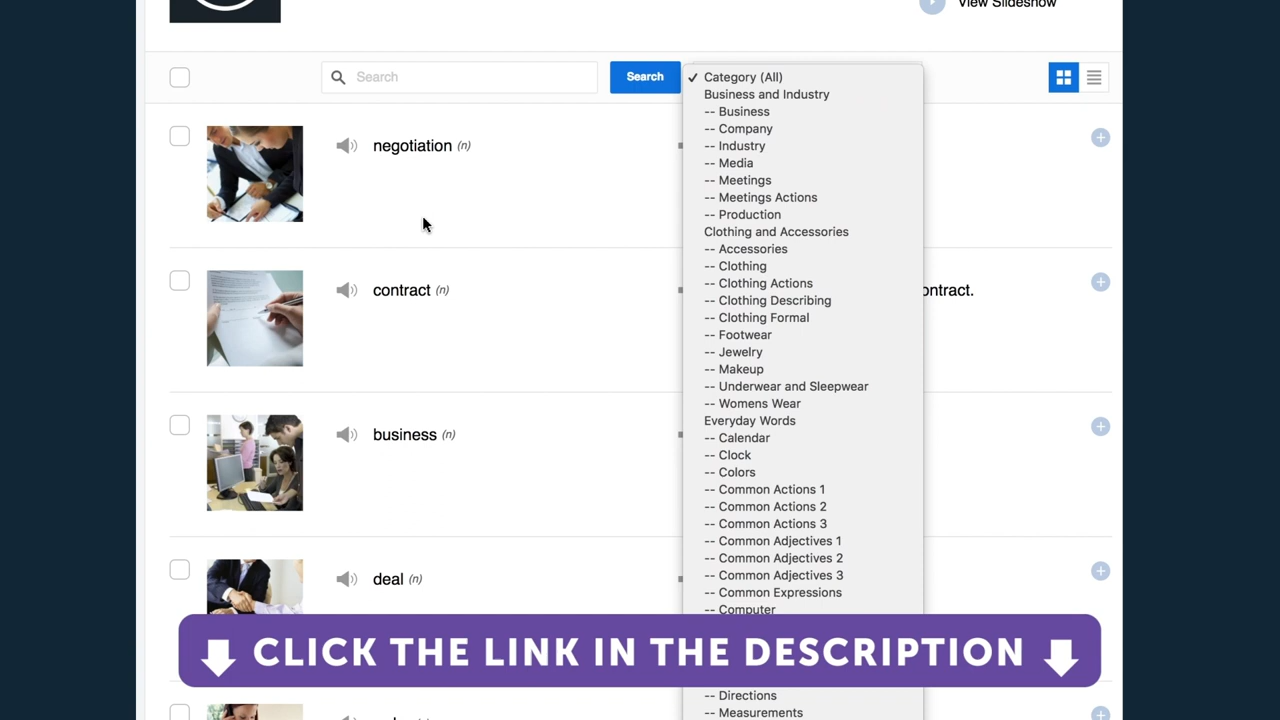 View Slideshow
Search
Search
✓ Category (All)
Business and Industry
-- Business
-- Company
-- Industry
-- Media
-- Meetings
-- Meetings Actions
-- Production
Clothing and Accessories
-- Accessories
-- Clothing
-- Clothing Actions
-- Clothing Describing
-- Clothing Formal
-- Footwear
-- Jewelry
-- Makeup
-- Underwear and Sleepwear
-- Womens Wear
Everyday Words
-- Calendar
-- Clock
-- Colors
-- Common Actions 1
-- Common Actions 2
-- Common Actions 3
-- Common Adjectives 1
-- Common Adjectives 2
-- Common Adjectives 3
-- Common Expressions
-- Computer
-- Directions
-- Measurements
negotiation (n)
contract (n)
ontract.
business (n)
deal (n)
CLICK THE LINK IN THE DESCRIPTION